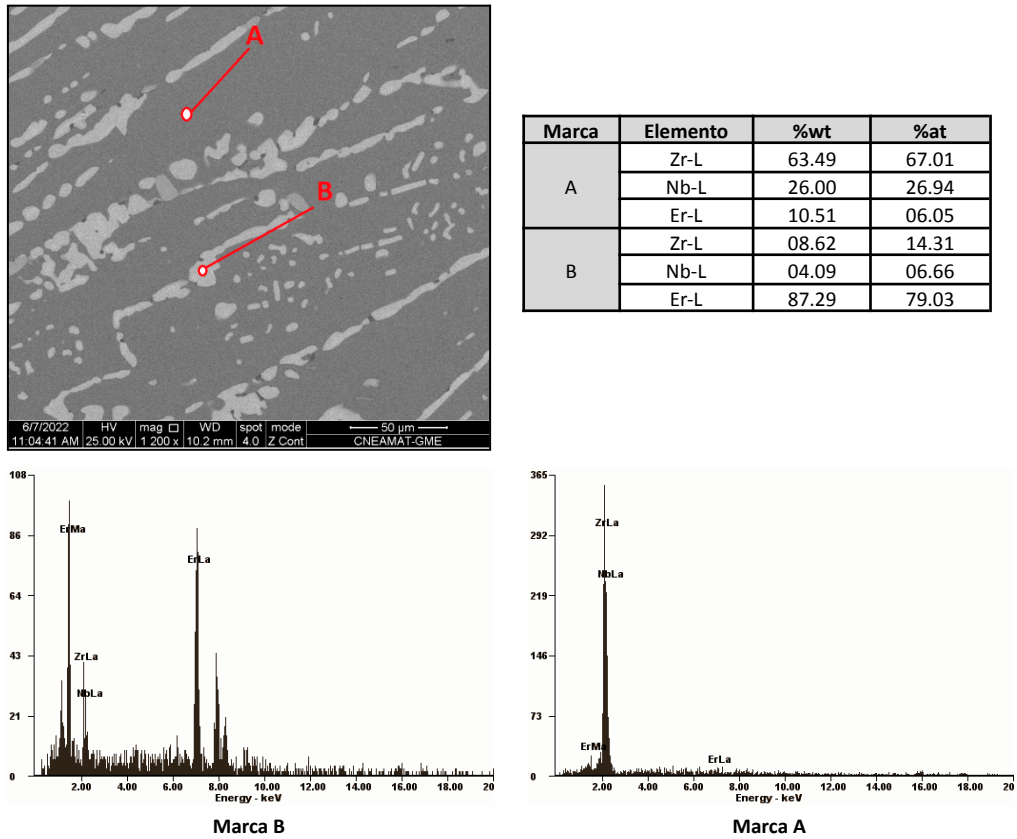 A
B
6/7/2022 HV mag □ WD spot mode 50 µm
11:04:41 AM 25.00 kV 1 200 x 10.2 mm 4.0 Z Cont CNEAMAT-GME
Marca Elemento %wt %at
A Zr-L 63.49 67.01
Nb-L 26.00 26.94
Er-L 10.51 06.05
B Zr-L 08.62 14.31
Nb-L 04.09 06.66
Er-L 87.29 79.03
108
86
64
43
21
0
ErMa
ErLa
ZrLa
NbLa
2.00 4.00 6.00 8.00 10.00 12.00 14.00 16.00 18.00 20
Energy - keV
Marca B
365
292
219
146
73
0
ZrLa
NbLa
ErMa
ErLa
2.00 4.00 6.00 8.00 10.00 12.00 14.00 16.00 18.00 20
Energy - keV
Marca A